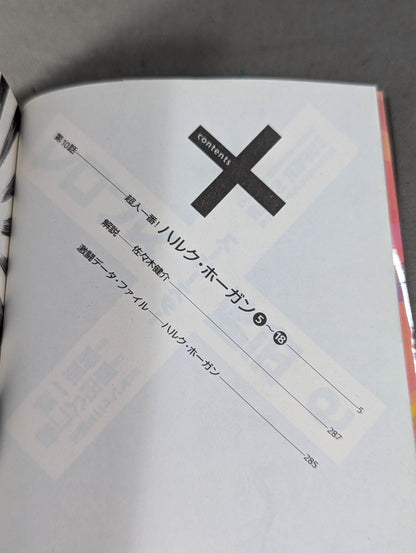 contents
第10話 超人一番!ハルク・ホーガン❺〜⓲ 5
解説 佐々木健介 287
激闘データ・ファイル ハルク・ホーガン 285